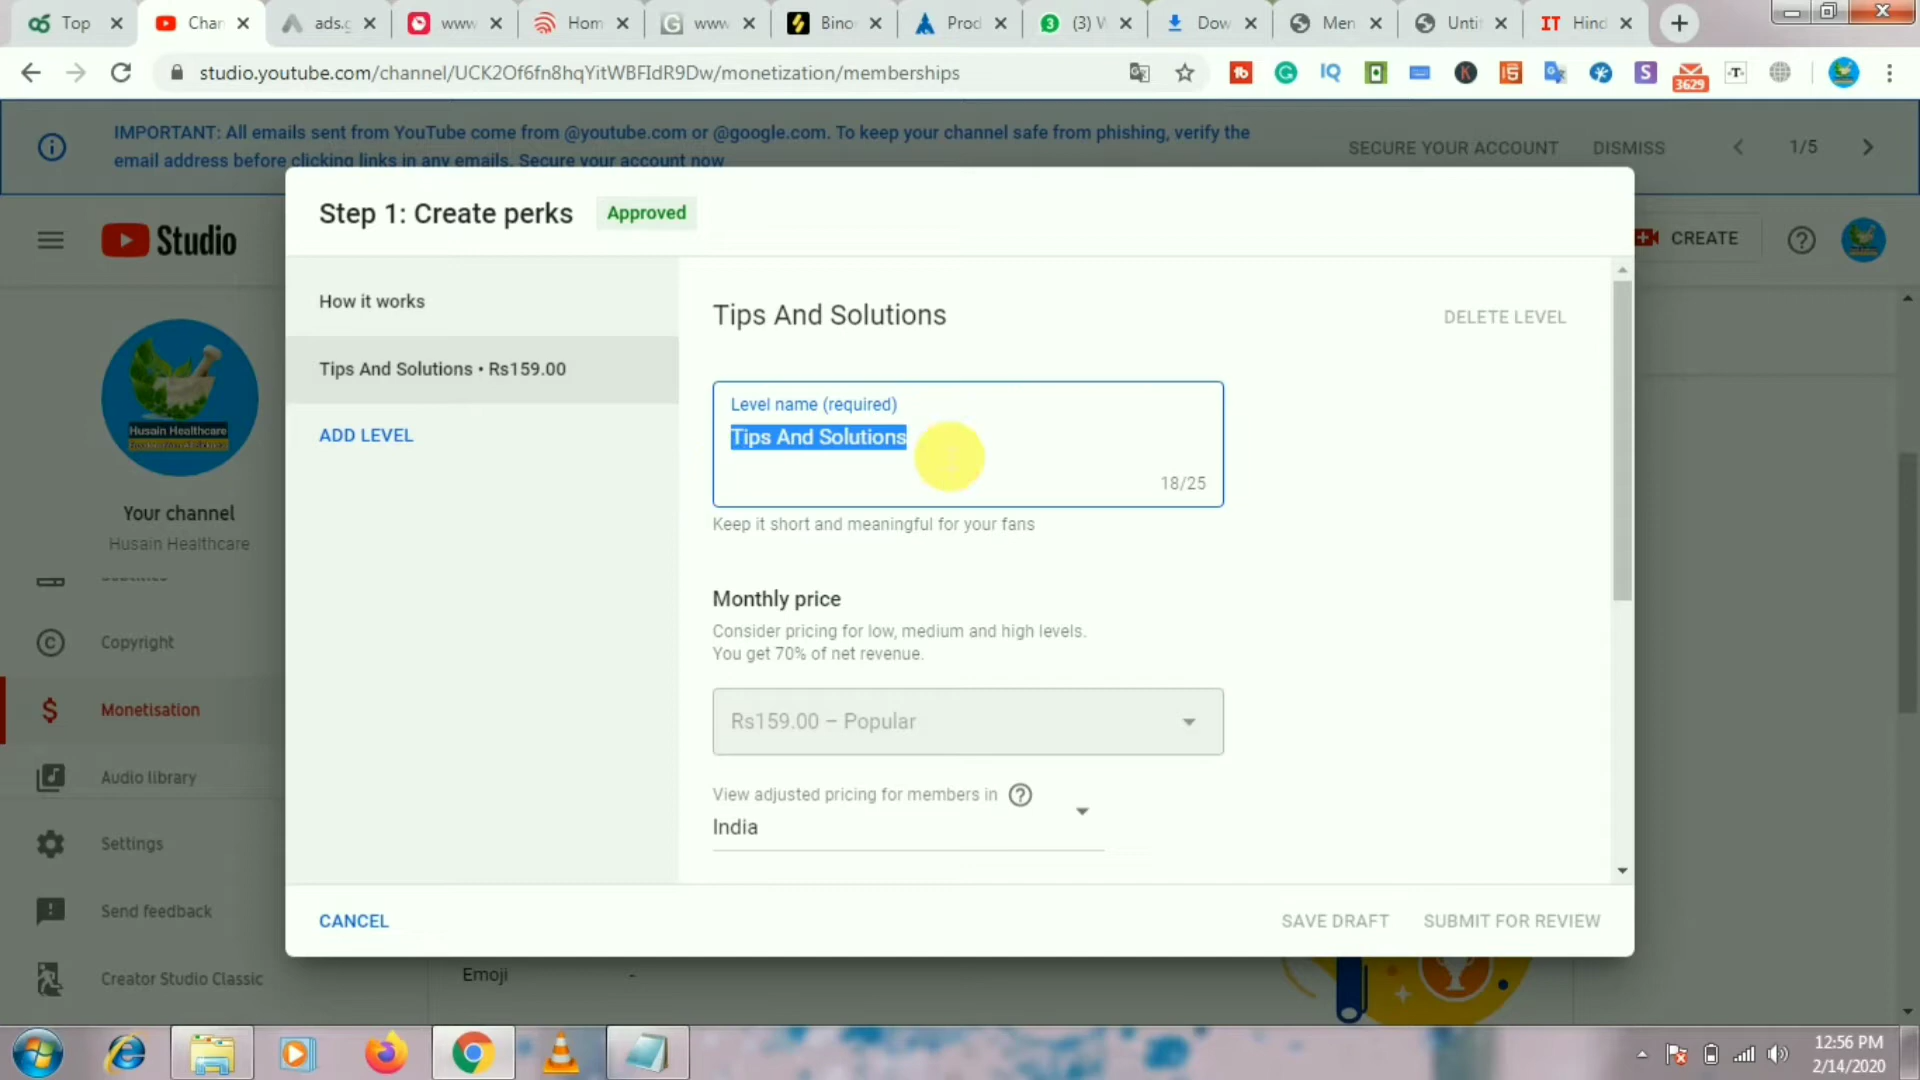 Top
Chan
ads.g
www
Hom
www
Bino
Prod
(3) W
Dow
Men
Unti
Hind
studio.youtube.com/channel/UCK2Of6fn8hqYitWBFIdR9Dw/monetization/memberships
3629
IMPORTANT: All emails sent from YouTube come from @youtube.com or @google.com. To keep your channel safe from phishing, verify the
email address before clicking links in any emails. Secure your account now
SECURE YOUR ACCOUNT
DISMISS
1/5
Studio
CREATE
Step 1: Create perks
Approved
How it works
Tips And Solutions • Rs159.00
ADD LEVEL
Tips And Solutions
DELETE LEVEL
Level name (required)
Tips And Solutions
18/25
Keep it short and meaningful for your fans
Monthly price
Consider pricing for low, medium and high levels.
You get 70% of net revenue.
Rs159.00 – Popular
View adjusted pricing for members in
India
CANCEL
SAVE DRAFT
SUBMIT FOR REVIEW
Husain Healthcare
Your channel
Husain Healthcare
Copyright
Monetisation
Audio library
Settings
Send feedback
Creator Studio Classic
Emoji
-
12:56 PM
2/14/2020